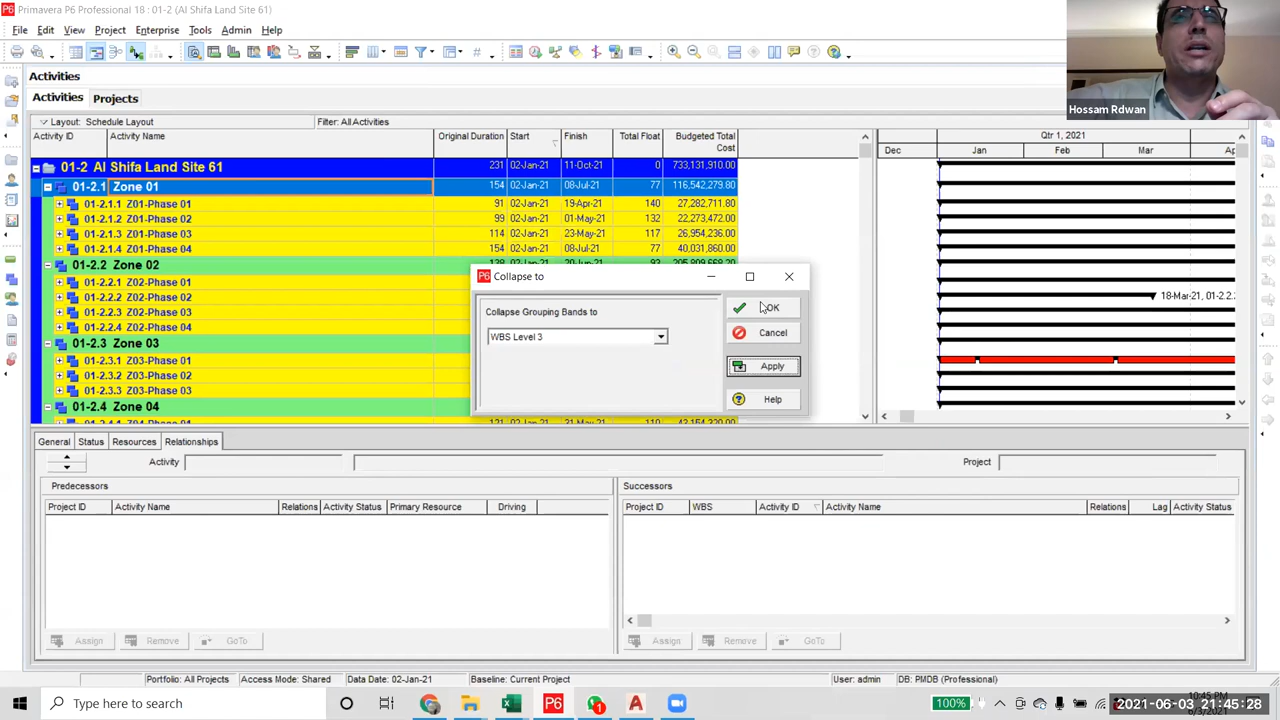 Primavera P6 Professional 18 : 01-2 (Al Shifa Land Site 61)
File Edit View Project Enterprise Tools Admin Help
Activities
Activities Projects
Layout: Schedule Layout Filter: All Activities
Activity ID Activity Name Original Duration Start Finish Total Float Budgeted Total Cost
Qtr 1, 2021
Dec Jan Feb Mar
01-2 Al Shifa Land Site 61 231 02-Jan-21 11-Oct-21 0 733,131,910.00
01-2.1 Zone 01 154 02-Jan-21 08-Jul-21 77 116,542,279.80
01-2.1.1 Z01-Phase 01 91 02-Jan-21 19-Apr-21 140 27,282,711.80
01-2.1.2 Z01-Phase 02 99 02-Jan-21 01-May-21 132 22,273,472.00
01-2.1.3 Z01-Phase 03 114 02-Jan-21 23-May-21 117 26,954,236.00
01-2.1.4 Z01-Phase 04 154 02-Jan-21 08-Jul-21 77 40,031,860.00
01-2.2 Zone 02
01-2.2.1 Z02-Phase 01
01-2.2.2 Z02-Phase 02
01-2.2.3 Z02-Phase 03
01-2.2.4 Z02-Phase 04
01-2.3 Zone 03
01-2.3.1 Z03-Phase 01
01-2.3.2 Z03-Phase 02
01-2.3.3 Z03-Phase 03
01-2.4 Zone 04
18-Mar-21, 01-2.2.
P6 Collapse to
Collapse Grouping Bands to
WBS Level 3
OK
Cancel
Apply
Help
Hossam Rdwan
General Status Resources Relationships
Activity Project
Predecessors Successors
Project ID Activity Name Relations Activity Status Primary Resource Driving
Project ID WBS Activity ID Activity Name Relations Lag Activity Status
Assign Remove GoTo Assign Remove GoTo
Portfolio: All Projects Access Mode: Shared Data Date: 02-Jan-21 Baseline: Current Project User: admin DB: PMDB (Professional)
Type here to search
100%
10:45 PM
6/3/2021
2021-06-03 21:45:28